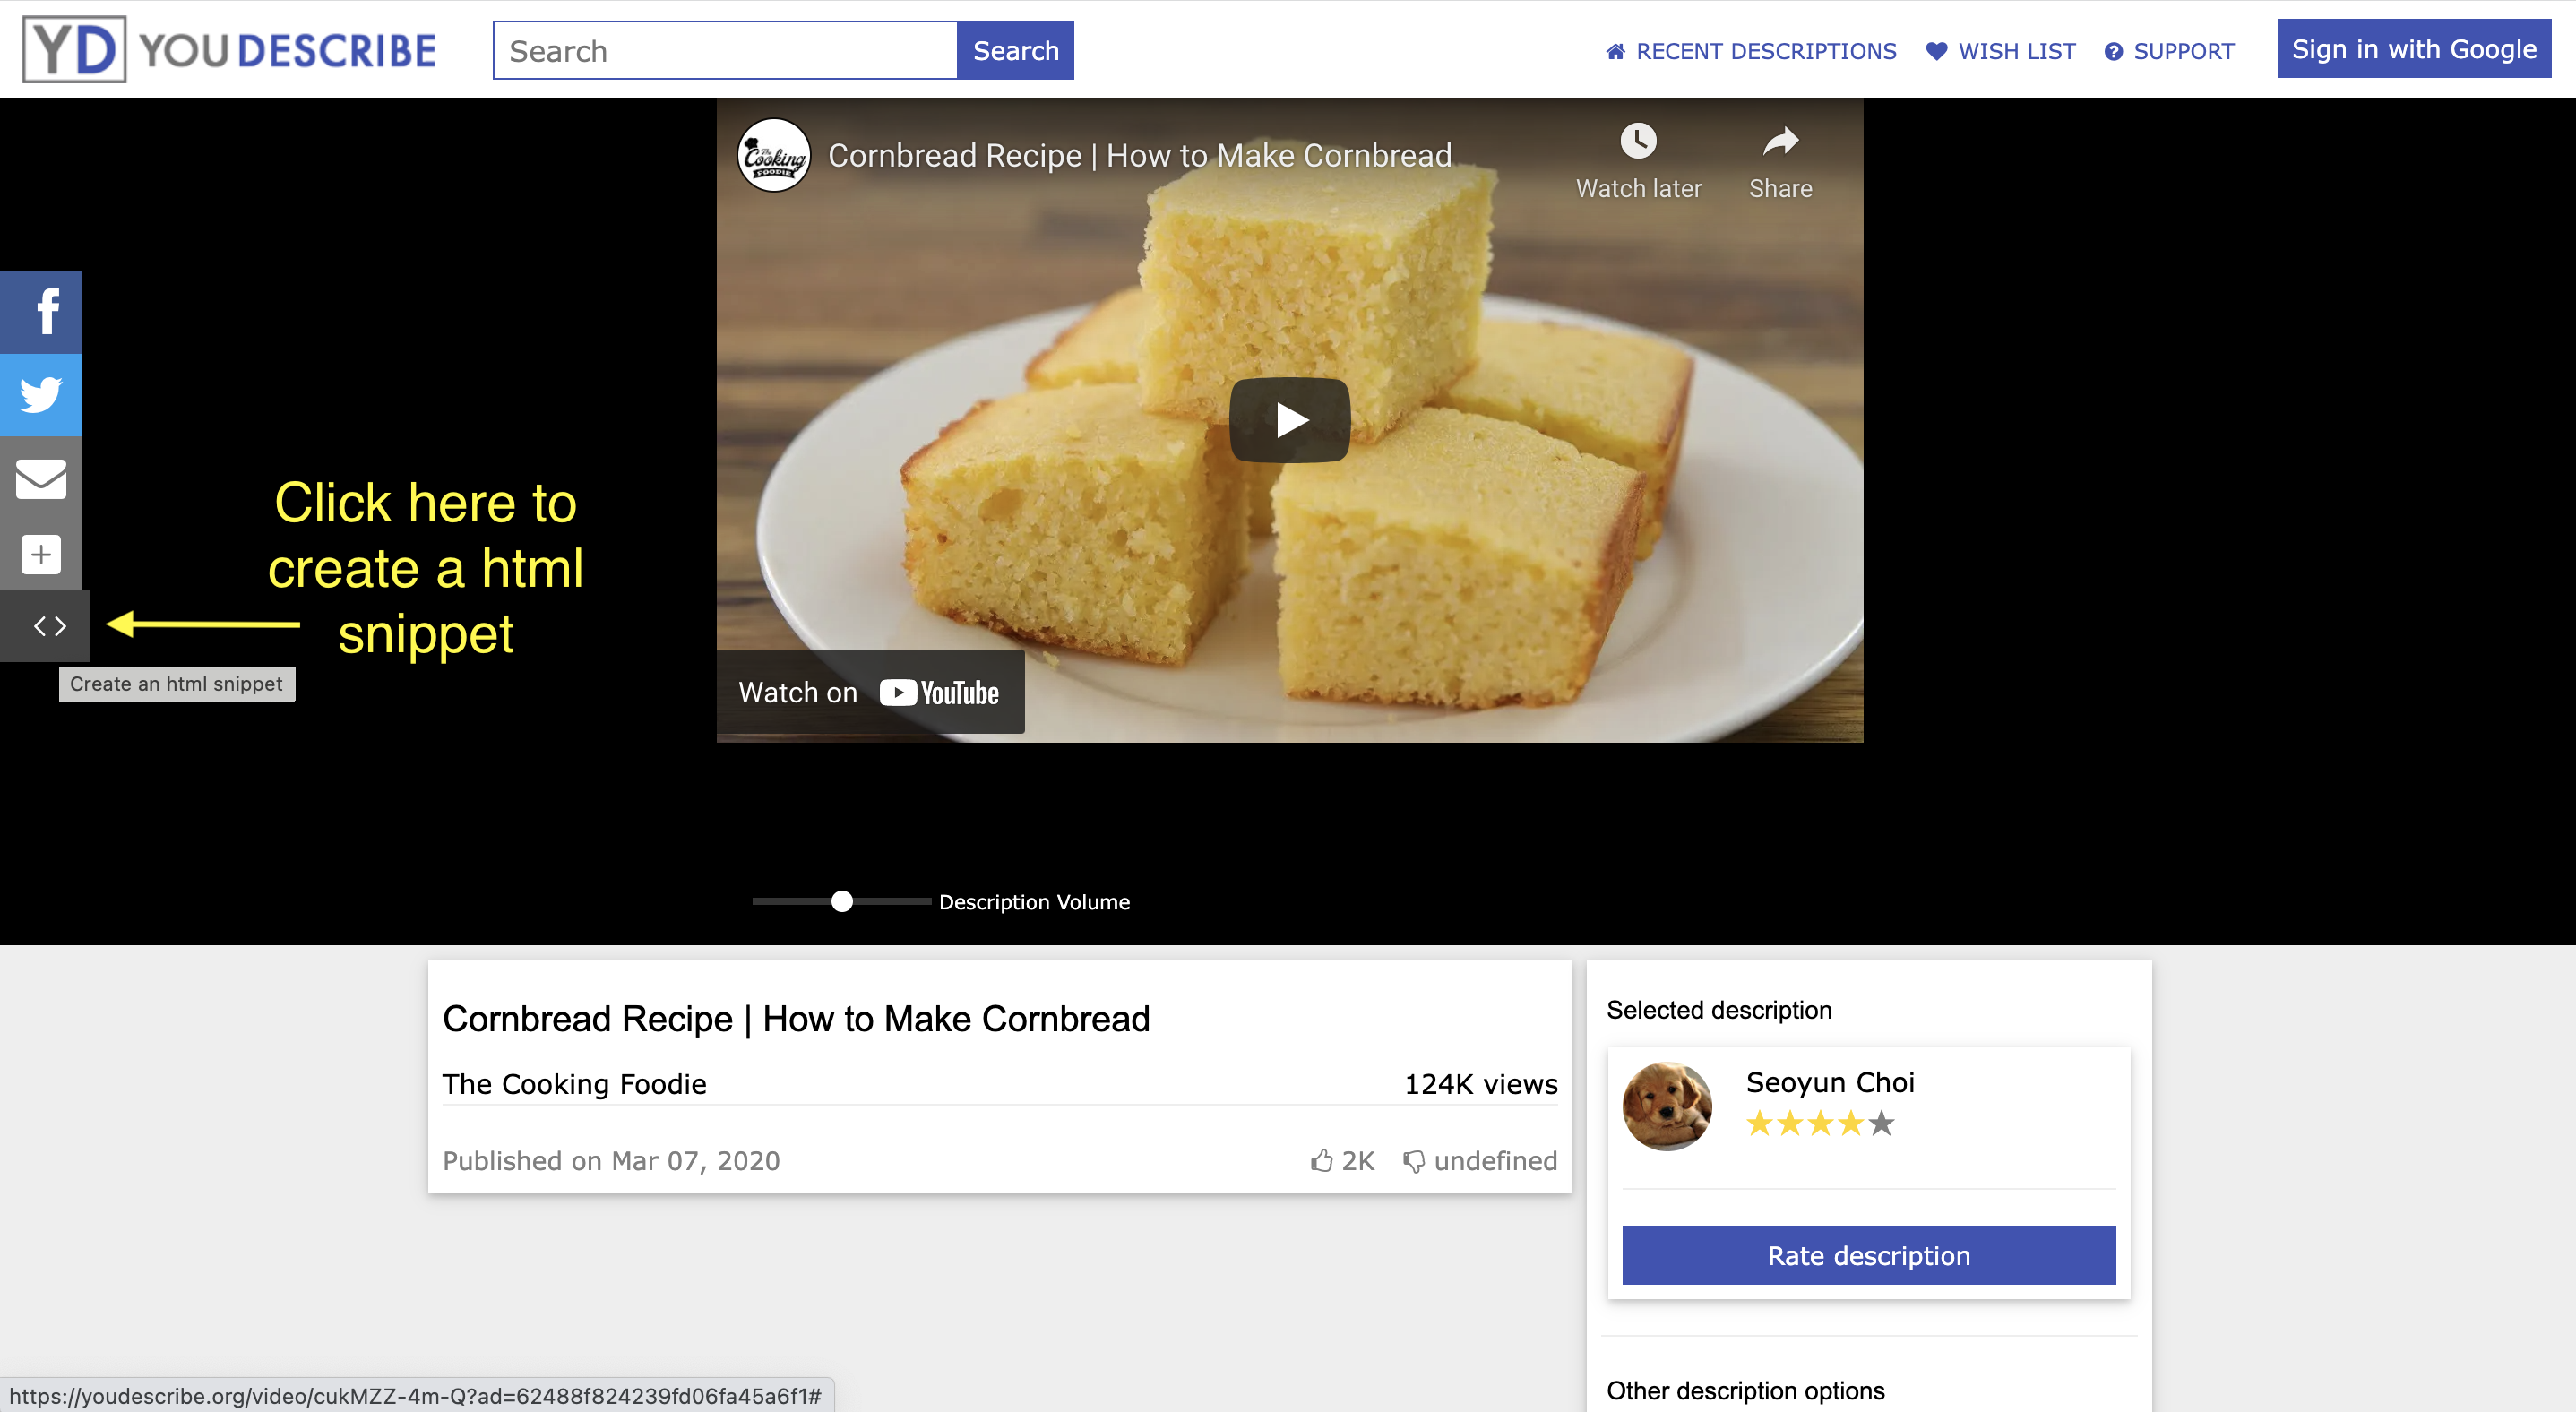 YD YOUDESCRIBE
Search
Search
RECENT DESCRIPTIONS
WISH LIST
SUPPORT
Sign in with Google
The Cooking FOODIE
Cornbread Recipe | How to Make Cornbread
Watch later
Share
f
Click here to
create a html
snippet
< >
Create an html snippet
Watch on YouTube
Description Volume
Cornbread Recipe | How to Make Cornbread
The Cooking Foodie
124K views
Published on Mar 07, 2020
2K
undefined
Selected description
Seoyun Choi
Rate description
Other description options
https://youdescribe.org/video/cukMZZ-4m-Q?ad=62488f824239fd06fa45a6f1#